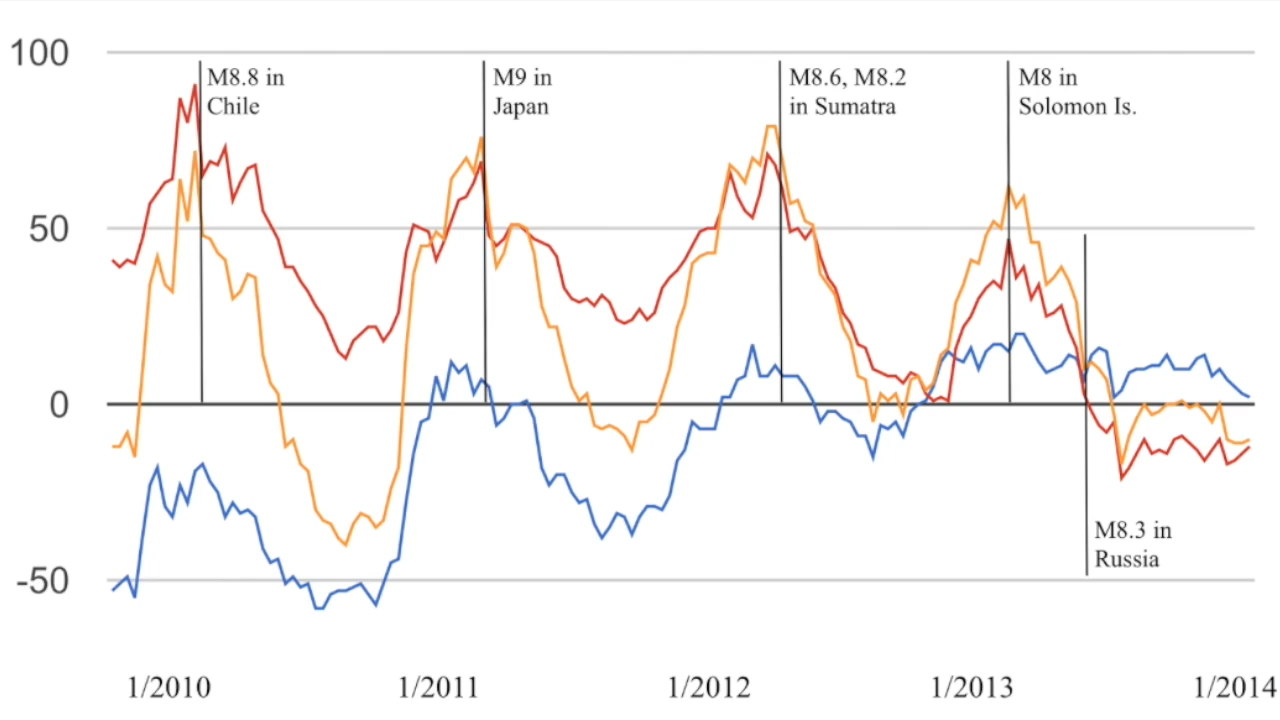 100
M8.8 in
Chile
M9 in
Japan
M8.6, M8.2
in Sumatra
M8 in
Solomon Is.
50
0
M8.3 in
Russia
-50
1/2010
1/2011
1/2012
1/2013
1/2014